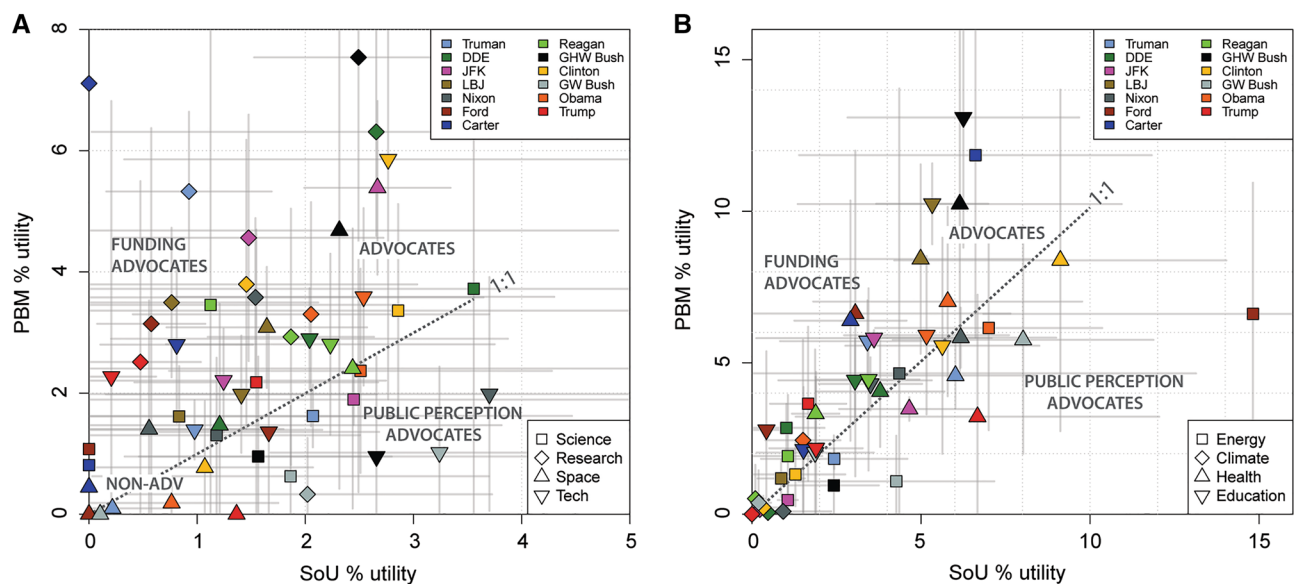 A
8
6
4
2
0
PBM % utility
0 1 2 3 4 5
SoU % utility
Truman
DDE
JFK
LBJ
Nixon
Ford
Carter
Reagan
GHW Bush
Clinton
GW Bush
Obama
Trump
FUNDING
ADVOCATES
ADVOCATES
1:1
PUBLIC PERCEPTION
ADVOCATES
NON-ADV
Science
Research
Space
Tech
B
15
10
5
0
PBM % utility
0 5 10 15
SoU % utility
Truman
DDE
JFK
LBJ
Nixon
Ford
Carter
Reagan
GHW Bush
Clinton
GW Bush
Obama
Trump
1:1
ADVOCATES
FUNDING
ADVOCATES
PUBLIC PERCEPTION
ADVOCATES
Energy
Climate
Health
Education